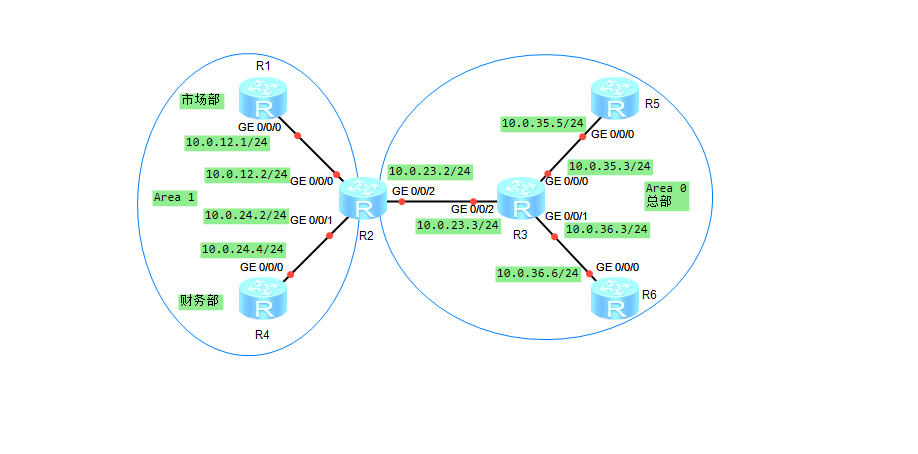 R1
市场部
GE 0/0/0
10.0.12.1/24
10.0.12.2/24
GE 0/0/0
Area 1
10.0.24.2/24
GE 0/0/1
10.0.24.4/24
GE 0/0/0
财务部
R4
R2
10.0.23.2/24
GE 0/0/2
GE 0/0/2
10.0.23.3/24
R3
R5
10.0.35.5/24
GE 0/0/0
10.0.35.3/24
GE 0/0/0
Area 0
总部
GE 0/0/1
10.0.36.3/24
10.0.36.6/24
GE 0/0/0
R6
R
R
R
R
R
R